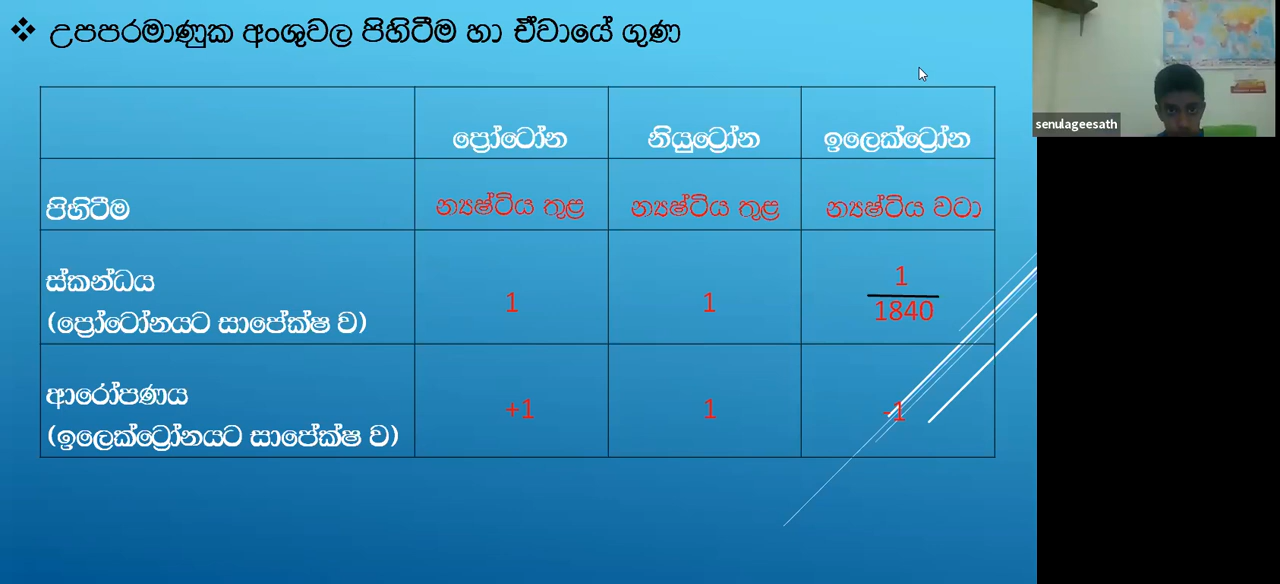 ❖ උපපරමාණුක අංශුවල පිහිටීම හා ඒවායේ ගුණ
senulageesath
ප්‍රෝටෝන නියුට්‍රෝන ඉලෙක්ට්‍රෝන
පිහිටීම න්‍යෂ්ටිය තුළ න්‍යෂ්ටිය තුළ න්‍යෂ්ටිය වටා
ස්කන්ධය
(ප්‍රෝටෝනයට සාපේක්ෂ ව) 1 1 1
1840
ආරෝපණය
(ඉලෙක්ට්‍රෝනයට සාපේක්ෂ ව) +1 1 -1